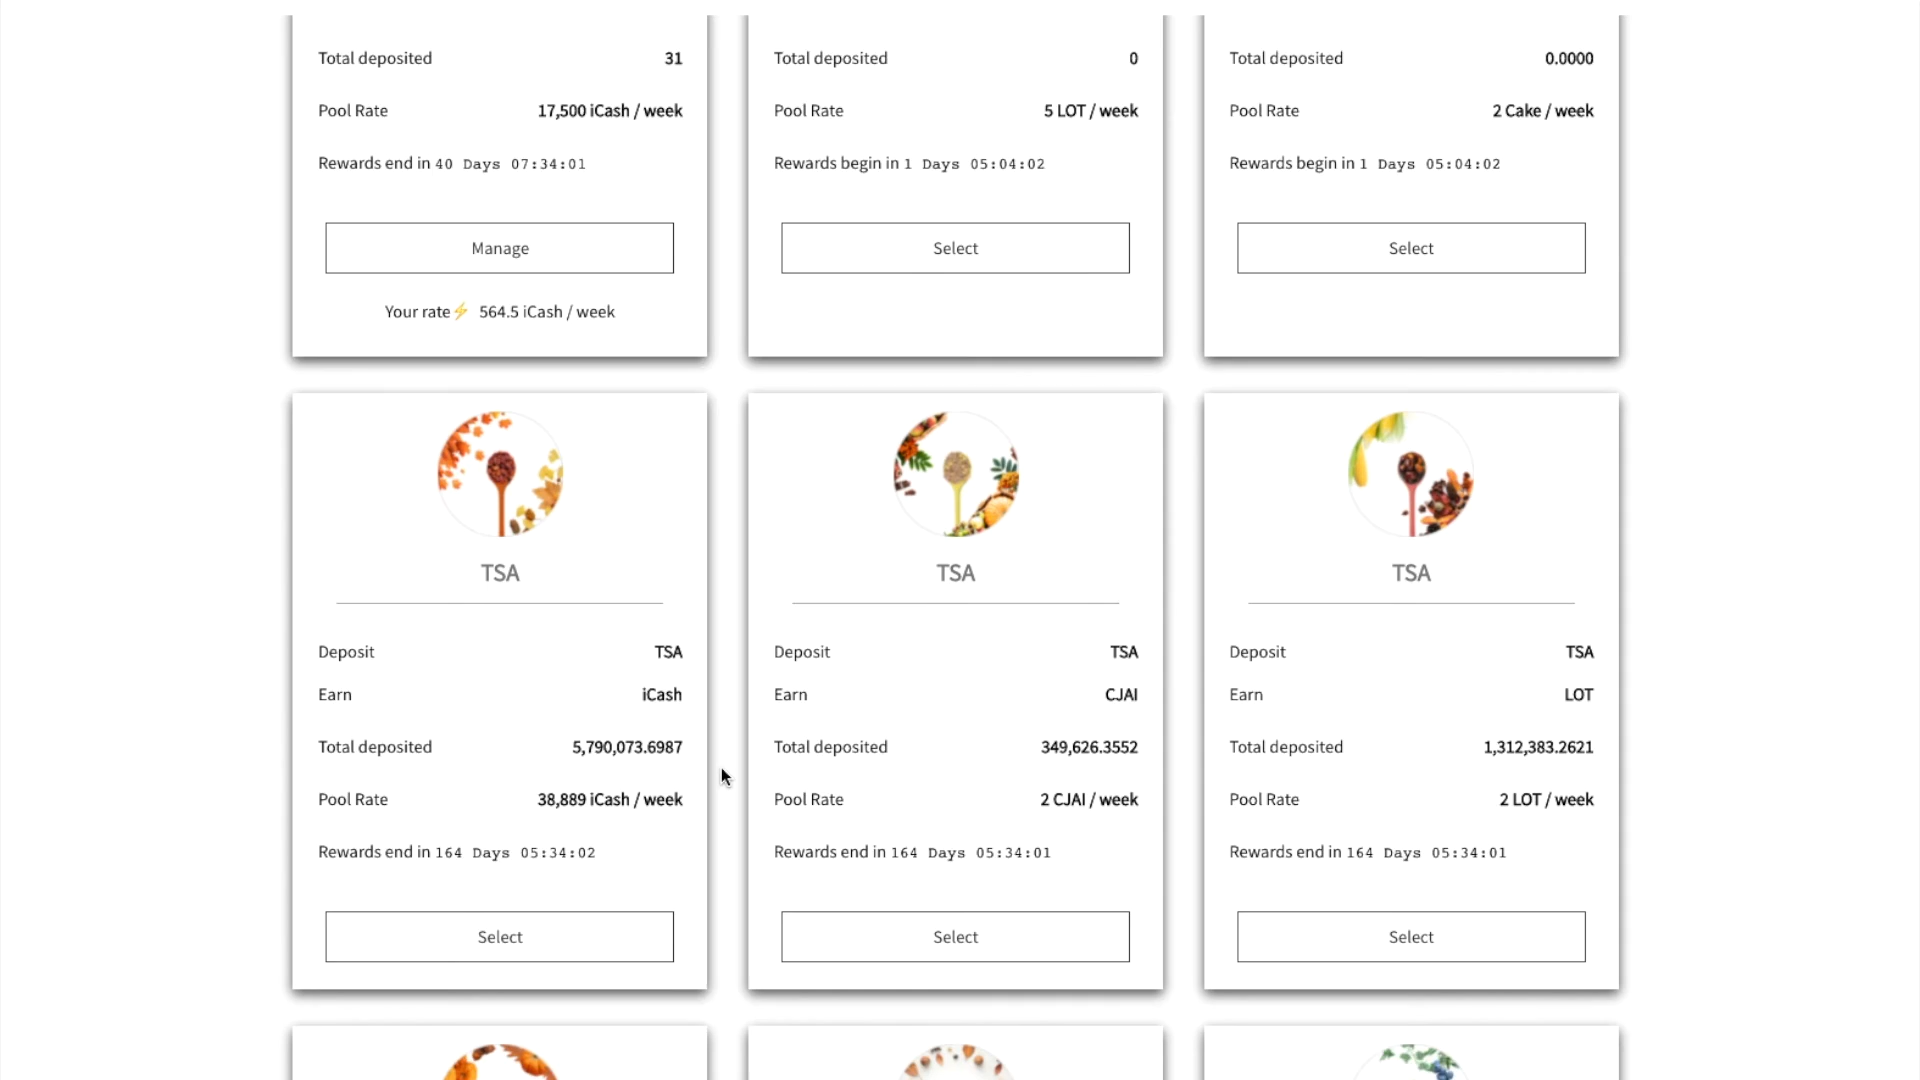 Total deposited 31
Pool Rate 17,500 iCash / week
Rewards end in 40 Days 07:34:01
Manage
Your rate⚡ 564.5 iCash / week
Total deposited 0
Pool Rate 5 LOT / week
Rewards begin in 1 Days 05:04:02
Select
Total deposited 0.0000
Pool Rate 2 Cake / week
Rewards begin in 1 Days 05:04:02
Select
TSA
Deposit TSA
Earn iCash
Total deposited 5,790,073.6987
Pool Rate 38,889 iCash / week
Rewards end in 164 Days 05:34:02
Select
TSA
Deposit TSA
Earn CJAI
Total deposited 349,626.3552
Pool Rate 2 CJAI / week
Rewards end in 164 Days 05:34:01
Select
TSA
Deposit TSA
Earn LOT
Total deposited 1,312,383.2621
Pool Rate 2 LOT / week
Rewards end in 164 Days 05:34:01
Select